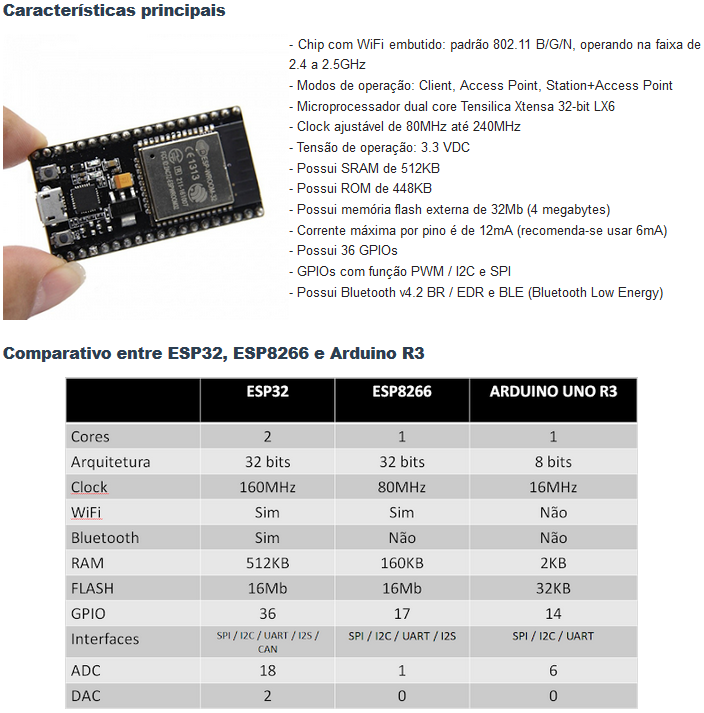 Características principais
- Chip com WiFi embutido: padrão 802.11 B/G/N, operando na faixa de
2.4 a 2.5GHz
- Modos de operação: Client, Access Point, Station+Access Point
- Microprocessador dual core Tensilica Xtensa 32-bit LX6
- Clock ajustável de 80MHz até 240MHz
- Tensão de operação: 3.3 VDC
- Possui SRAM de 512KB
- Possui ROM de 448KB
- Possui memória flash externa de 32Mb (4 megabytes)
- Corrente máxima por pino é de 12mA (recomenda-se usar 6mA)
- Possui 36 GPIOs
- GPIOs com função PWM / I2C e SPI
- Possui Bluetooth v4.2 BR / EDR e BLE (Bluetooth Low Energy)
ESP-WROOM-32
CE1313
Comparativo entre ESP32, ESP8266 e Arduino R3
ESP32 ESP8266 ARDUINO UNO R3
Cores 2 1 1
Arquitetura 32 bits 32 bits 8 bits
Clock 160MHz 80MHz 16MHz
WiFi Sim Sim Não
Bluetooth Sim Não Não
RAM 512KB 160KB 2KB
FLASH 16Mb 16Mb 32KB
GPIO 36 17 14
Interfaces SPI / I2C / UART / I2S / CAN SPI / I2C / UART / I2S SPI / I2C / UART
ADC 18 1 6
DAC 2 0 0